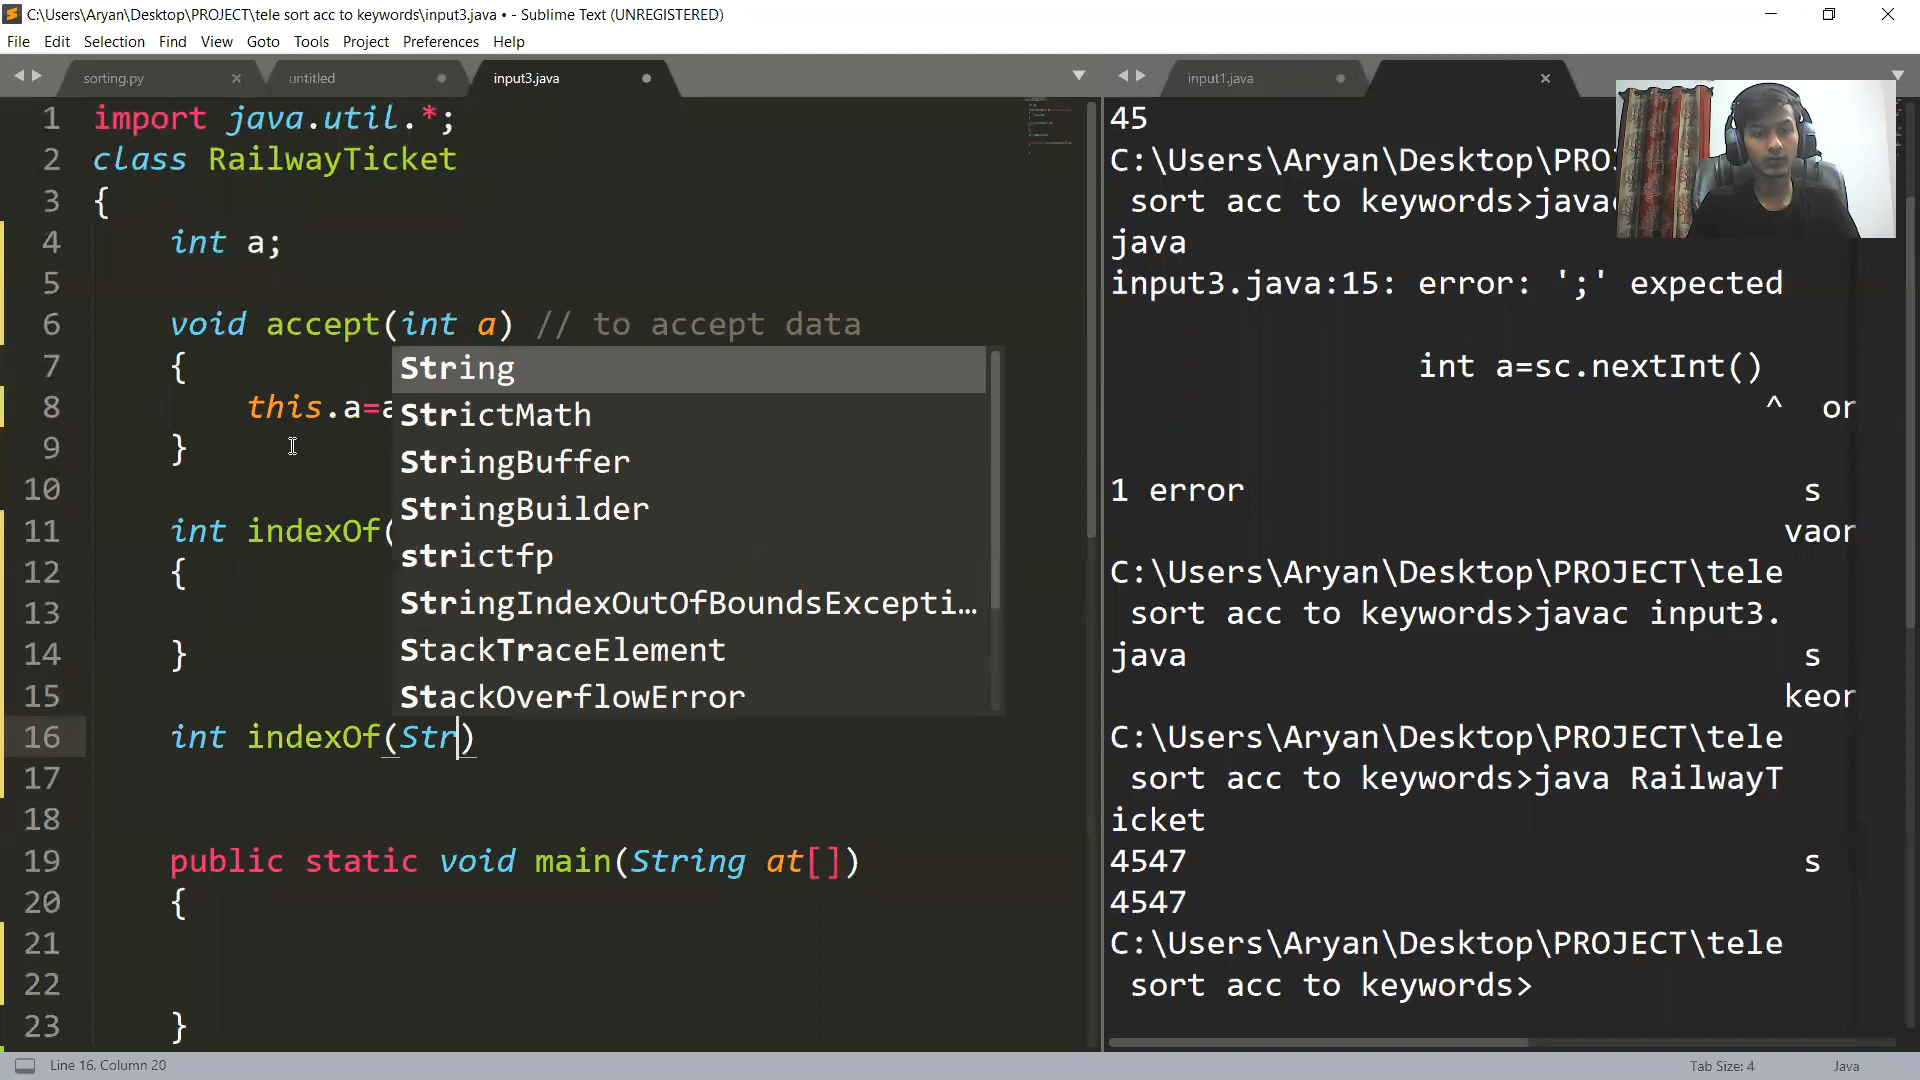 C:\Users\Aryan\Desktop\PROJECT\tele sort acc to keywords\input3.java • - Sublime Text (UNREGISTERED)
File Edit Selection Find View Goto Tools Project Preferences Help
sorting.py untitled input3.java
1 import java.util.*;
2 class RailwayTicket
3 {
4 int a;
5
6 void accept(int a) // to accept data
7 {
8 this.a=a
9 }
10
11 int indexOf(
12 {
13
14 }
15
16 int indexOf(Str)
17
18
19 public static void main(String at[])
20 {
21
22
23 }
String
StrictMath
StringBuffer
StringBuilder
strictfp
StringIndexOutOfBoundsExcepti…
StackTraceElement
StackOverflowError
input1.java
45
C:\Users\Aryan\Desktop\PROJ
sort acc to keywords>javac
java
input3.java:15: error: ';' expected
int a=sc.nextInt()
^ or
1 error s
vaor
C:\Users\Aryan\Desktop\PROJECT\tele
sort acc to keywords>javac input3.
java s
keor
C:\Users\Aryan\Desktop\PROJECT\tele
sort acc to keywords>java RailwayT
icket
4547 s
4547
C:\Users\Aryan\Desktop\PROJECT\tele
sort acc to keywords>
Line 16, Column 20
Tab Size: 4 Java